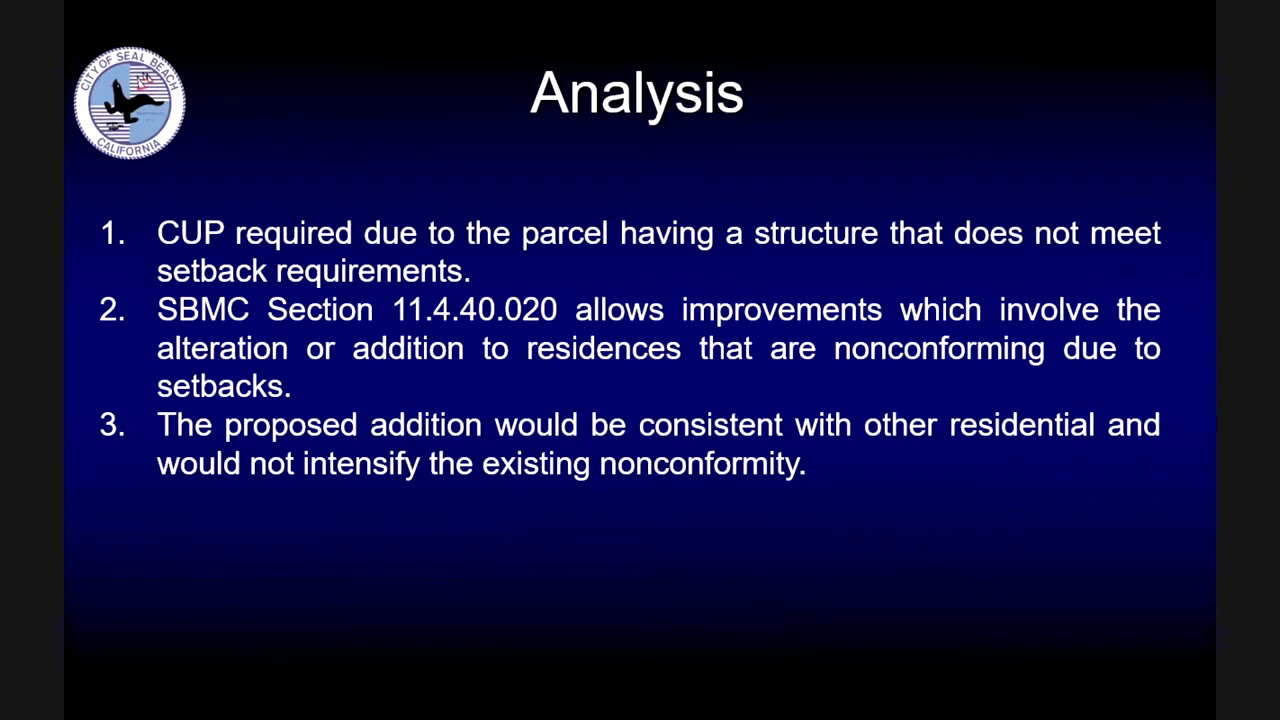 CITY OF SEAL BEACH
CALIFORNIA
Analysis
1. CUP required due to the parcel having a structure that does not meet
setback requirements.
2. SBMC Section 11.4.40.020 allows improvements which involve the
alteration or addition to residences that are nonconforming due to
setbacks.
3. The proposed addition would be consistent with other residential and
would not intensify the existing nonconformity.